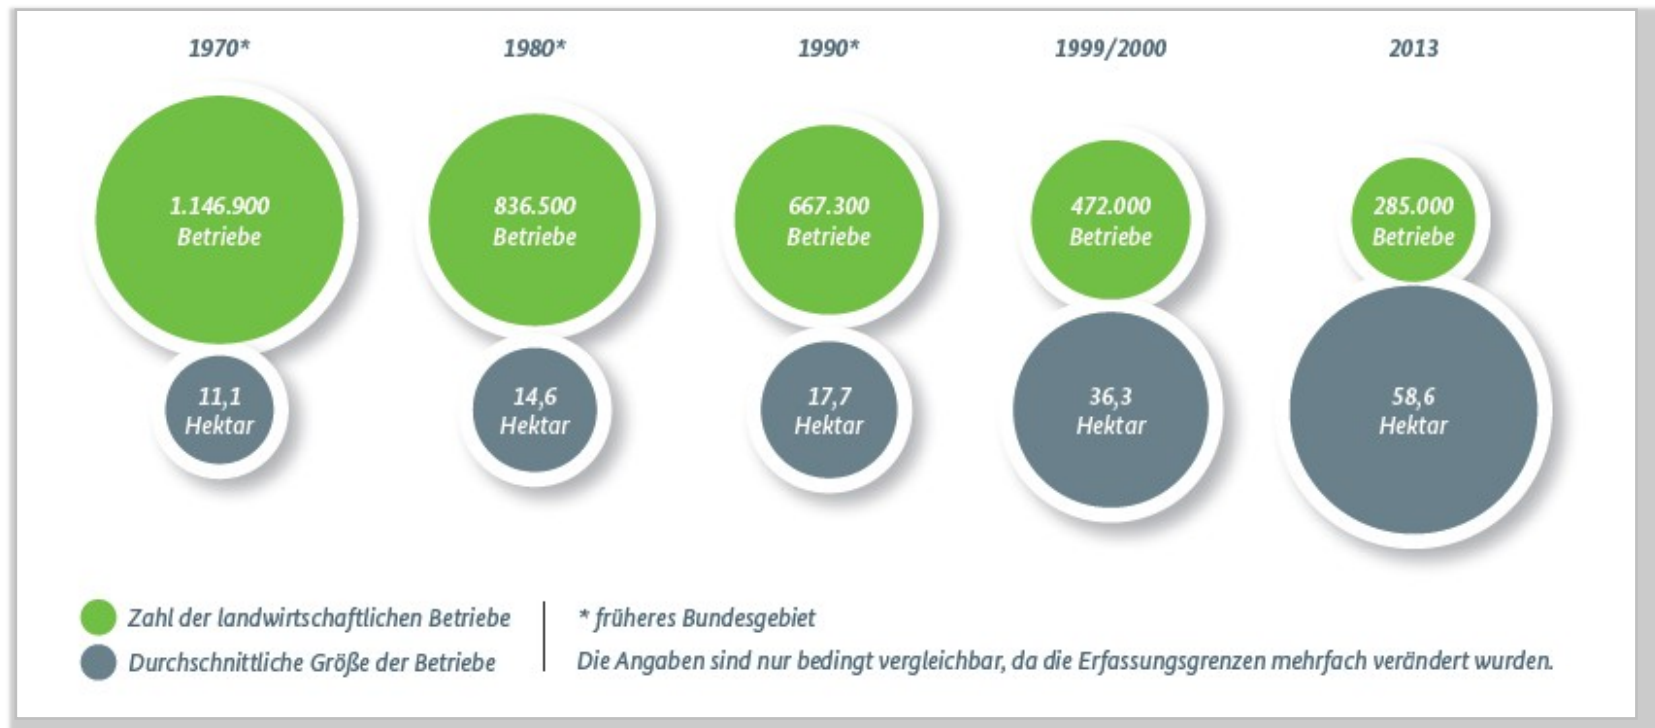 1970*
1980*
1990*
1999/2000
2013
1.146.900
Betriebe
836.500
Betriebe
667.300
Betriebe
472.000
Betriebe
285.000
Betriebe
11,1
Hektar
14,6
Hektar
17,7
Hektar
36,3
Hektar
58,6
Hektar
Zahl der landwirtschaftlichen Betriebe
Durchschnittliche Größe der Betriebe
* früheres Bundesgebiet
Die Angaben sind nur bedingt vergleichbar, da die Erfassungsgrenzen mehrfach verändert wurden.